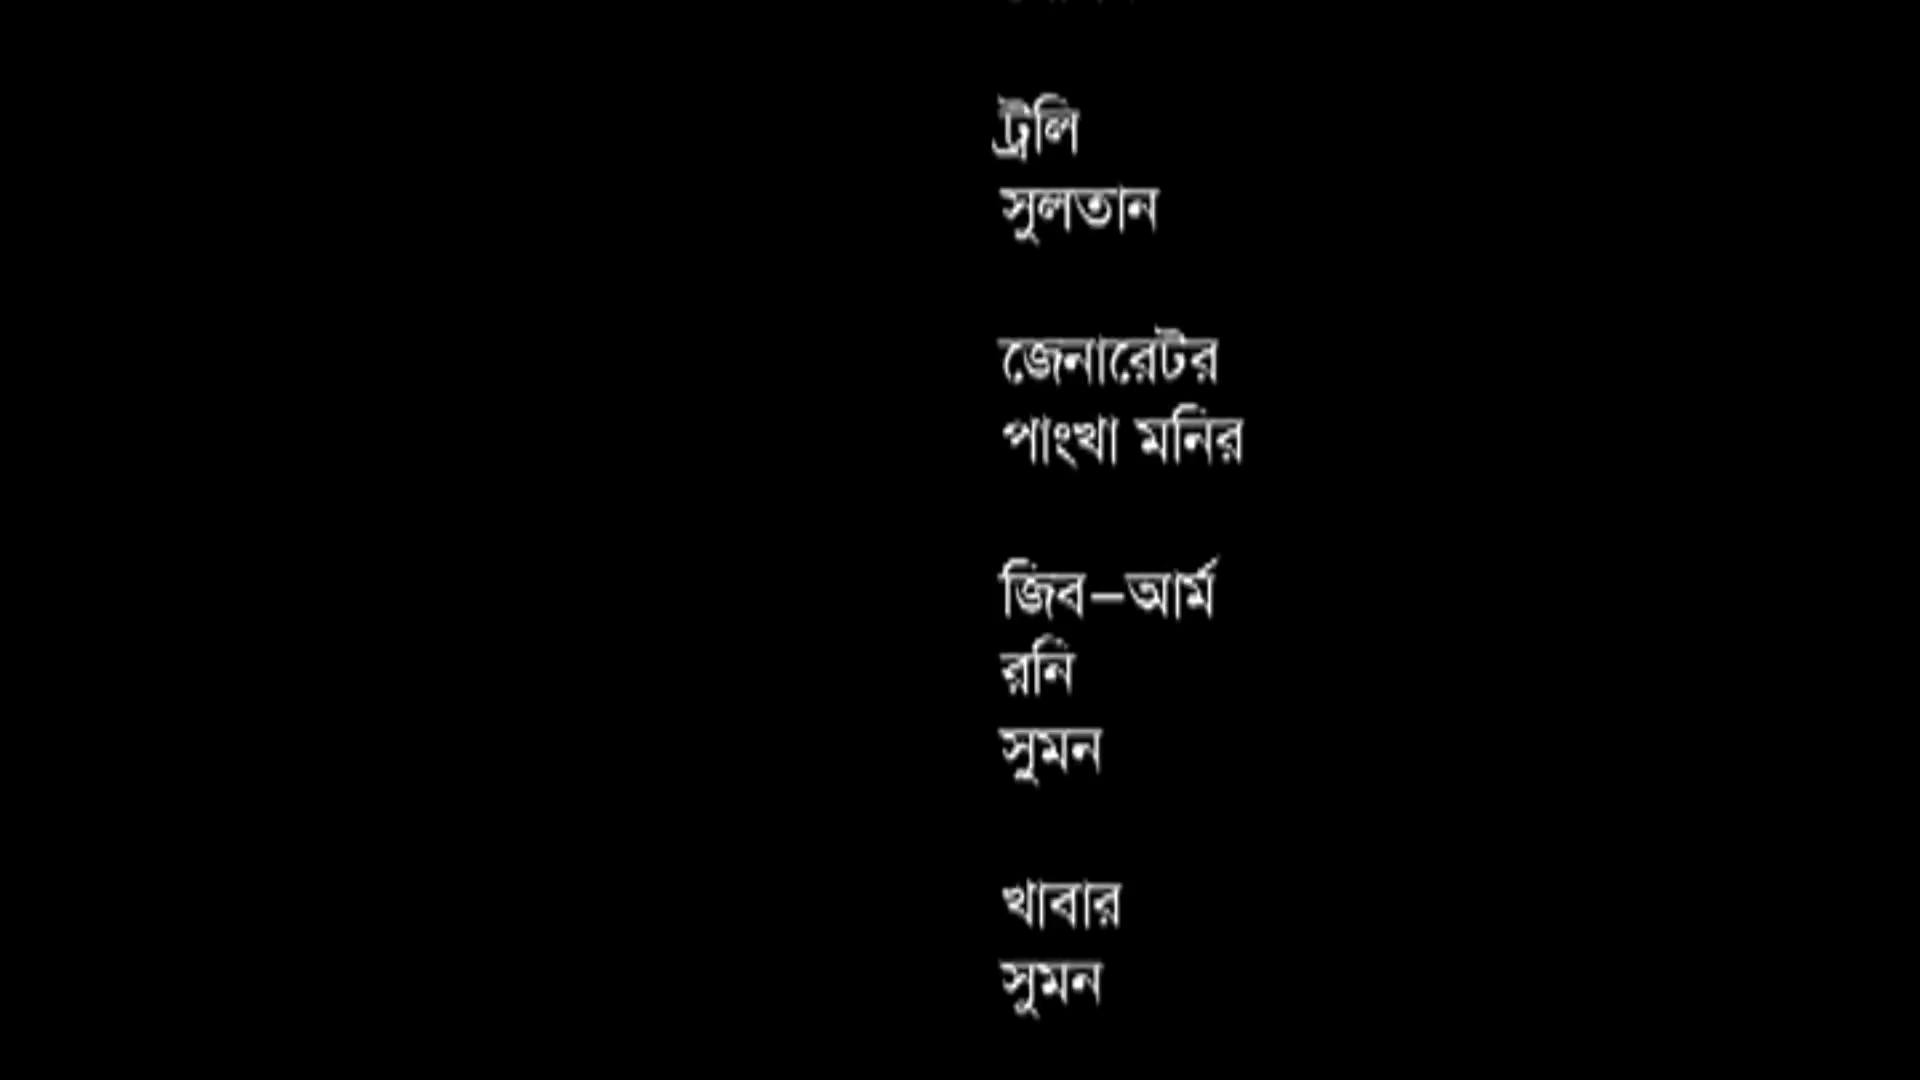 ট্রলি
সুলতান
জেনারেটর
পাংখা মনির
জিব–আর্ম
রনি
সুমন
খাবার
সুমন